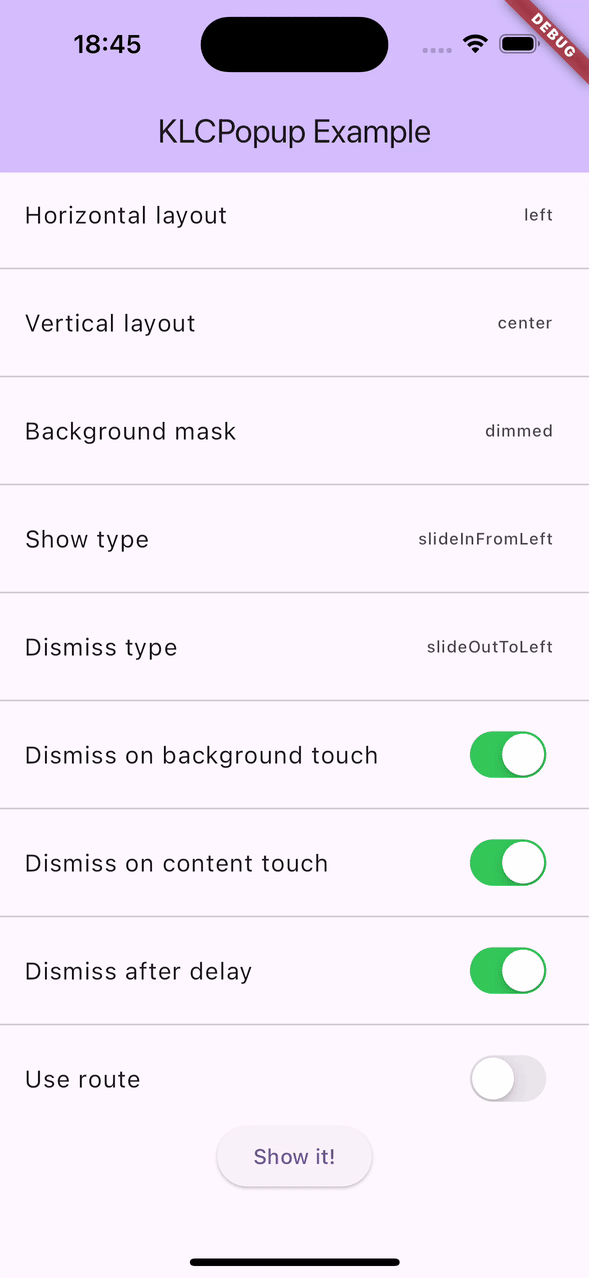 18:45
DEBUG
KLCPopup Example
Horizontal layout left
Vertical layout center
Background mask dimmed
Show type slideInFromLeft
Dismiss type slideOutToLeft
Dismiss on background touch
Dismiss on content touch
Dismiss after delay
Use route
Show it!